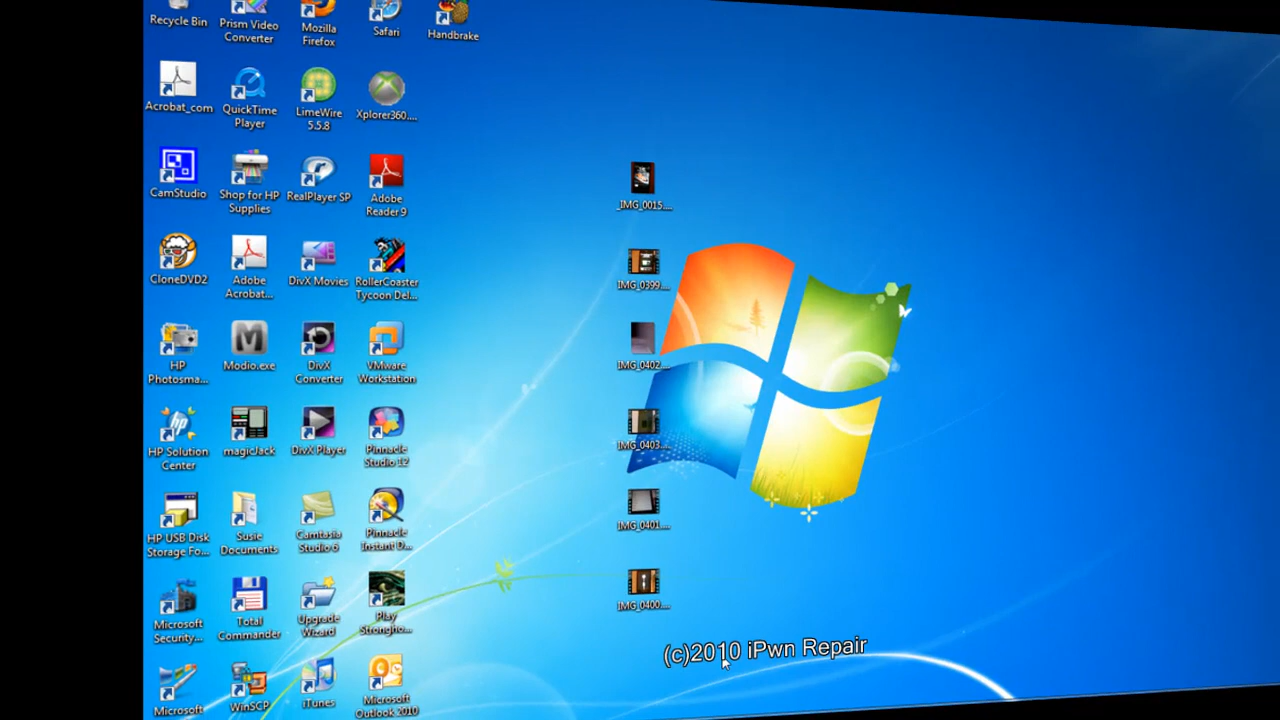 Recycle Bin
Prism Video
Converter
Mozilla
Firefox
Safari
Handbrake
Acrobat_com
QuickTime
Player
LimeWire
5.5.8
Xplorer360....
CamStudio
Shop for HP
Supplies
RealPlayer SP
Adobe
Reader 9
_IMG_0015....
CloneDVD2
Adobe
Acrobat...
DivX Movies
RollerCoaster
Tycoon Del...
IMG_0399....
HP
Photosma...
Modio.exe
DivX
Converter
VMware
Workstation
IMG_0402....
HP Solution
Center
magicJack
DivX Player
Pinnacle
Studio 12
IMG_0403....
HP USB Disk
Storage Fo...
Susie
Documents
Camtasia
Studio 6
Pinnacle
Instant D...
IMG_0401....
Microsoft
Security...
Total
Commander
Upgrade
Wizard
Play
Strongho...
IMG_0400....
(c)2010 iPwn Repair
Microsoft
WinSCP
iTunes
Microsoft
Outlook 2010